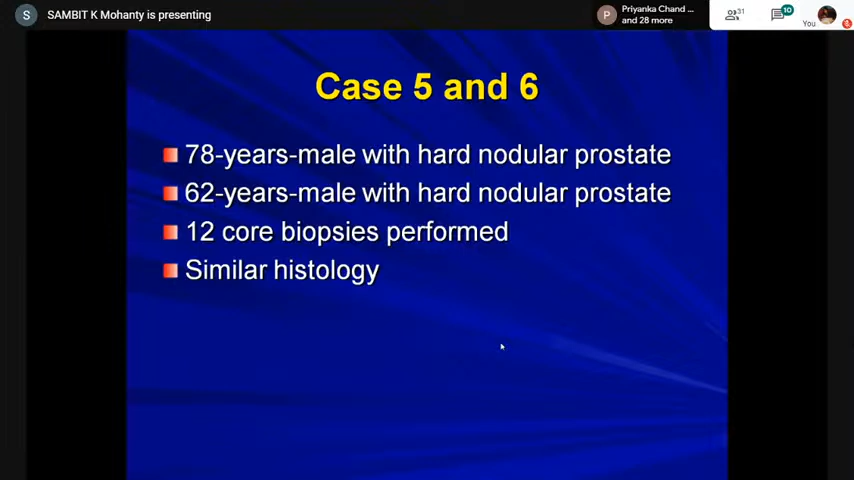 S SAMBIT K Mohanty is presenting
P Priyanka Chand ...
and 28 more
31
10
You
Case 5 and 6
78-years-male with hard nodular prostate
62-years-male with hard nodular prostate
12 core biopsies performed
Similar histology